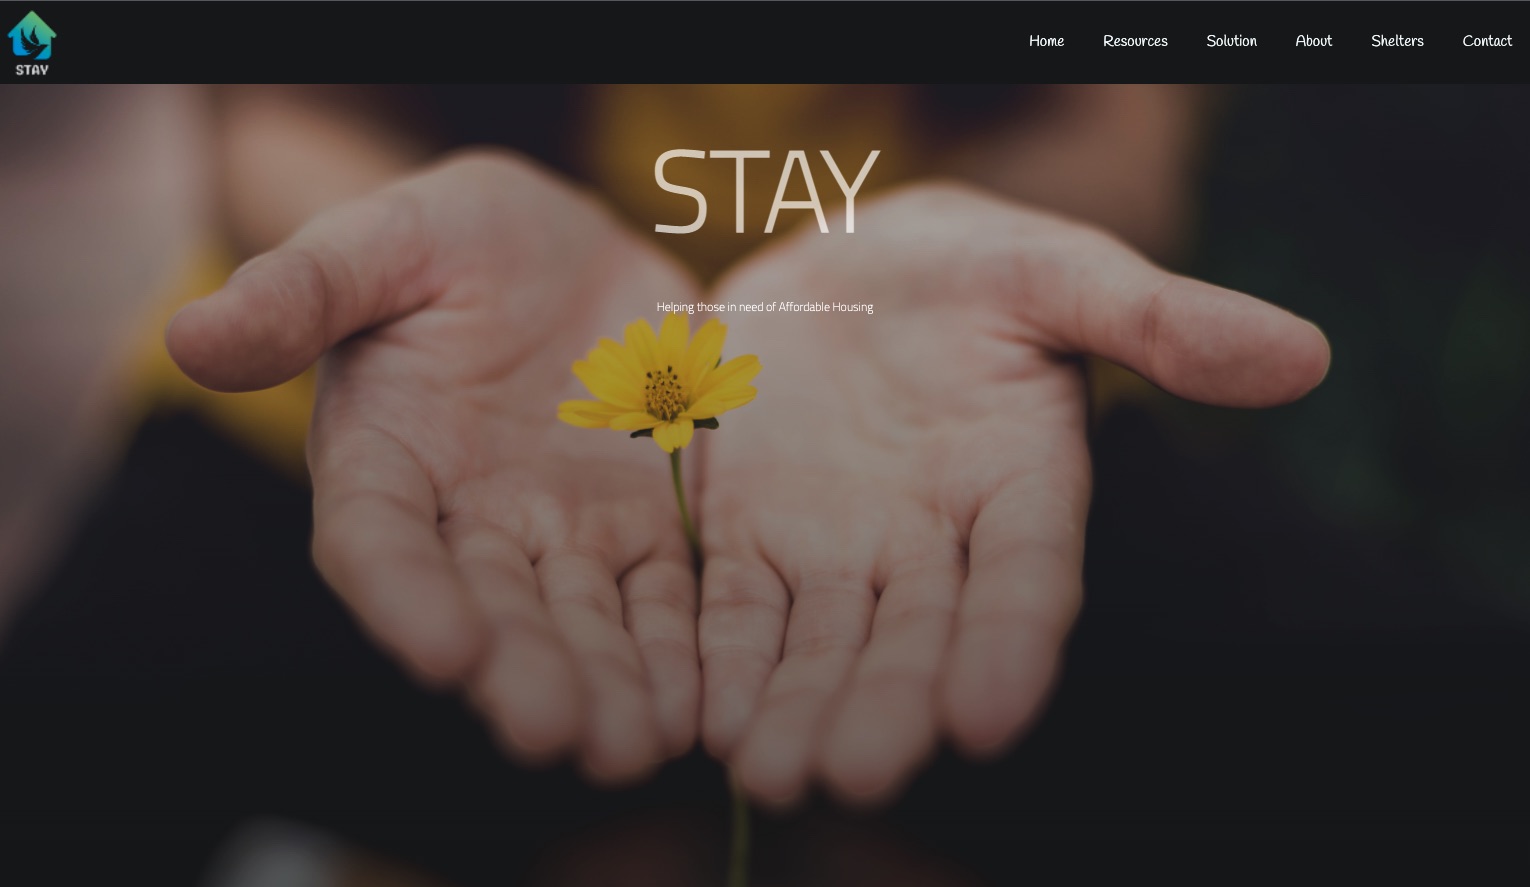 STAY
Home Resources Solution About Shelters Contact
STAY
Helping those in need of Affordable Housing